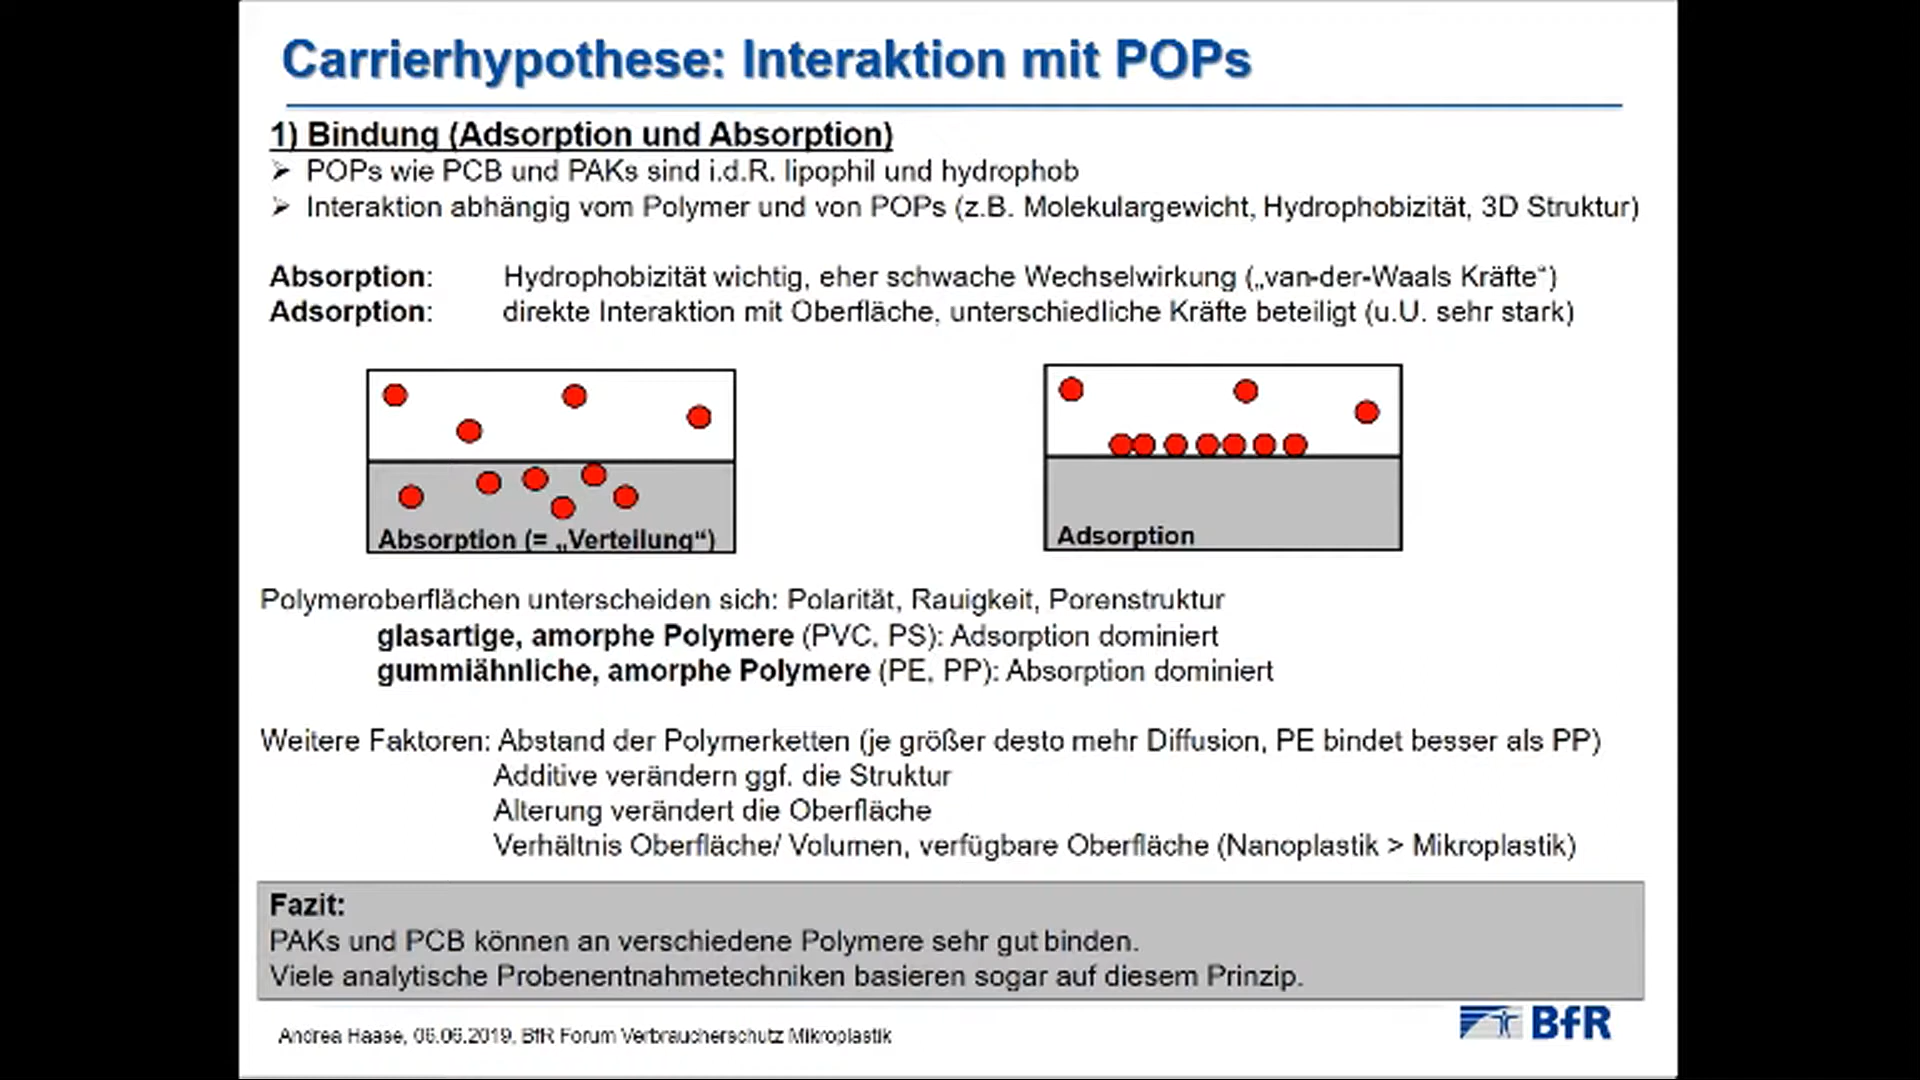 Carrierhypothese: Interaktion mit POPs
1) Bindung (Adsorption und Absorption)
➢ POPs wie PCB und PAKs sind i.d.R. lipophil und hydrophob
➢ Interaktion abhängig vom Polymer und von POPs (z.B. Molekulargewicht, Hydrophobizität, 3D Struktur)
Absorption: Hydrophobizität wichtig, eher schwache Wechselwirkung („van-der-Waals Kräfte“)
Adsorption: direkte Interaktion mit Oberfläche, unterschiedliche Kräfte beteiligt (u.U. sehr stark)
Absorption (= „Verteilung“)
Adsorption
Polymeroberflächen unterscheiden sich: Polarität, Rauigkeit, Porenstruktur
glasartige, amorphe Polymere (PVC, PS): Adsorption dominiert
gummiähnliche, amorphe Polymere (PE, PP): Absorption dominiert
Weitere Faktoren: Abstand der Polymerketten (je größer desto mehr Diffusion, PE bindet besser als PP)
Additive verändern ggf. die Struktur
Alterung verändert die Oberfläche
Verhältnis Oberfläche/ Volumen, verfügbare Oberfläche (Nanoplastik > Mikroplastik)
Fazit:
PAKs und PCB können an verschiedene Polymere sehr gut binden.
Viele analytische Probenentnahmetechniken basieren sogar auf diesem Prinzip.
Andrea Haase, 06.06.2019, BfR Forum Verbraucherschutz Mikroplastik
BfR